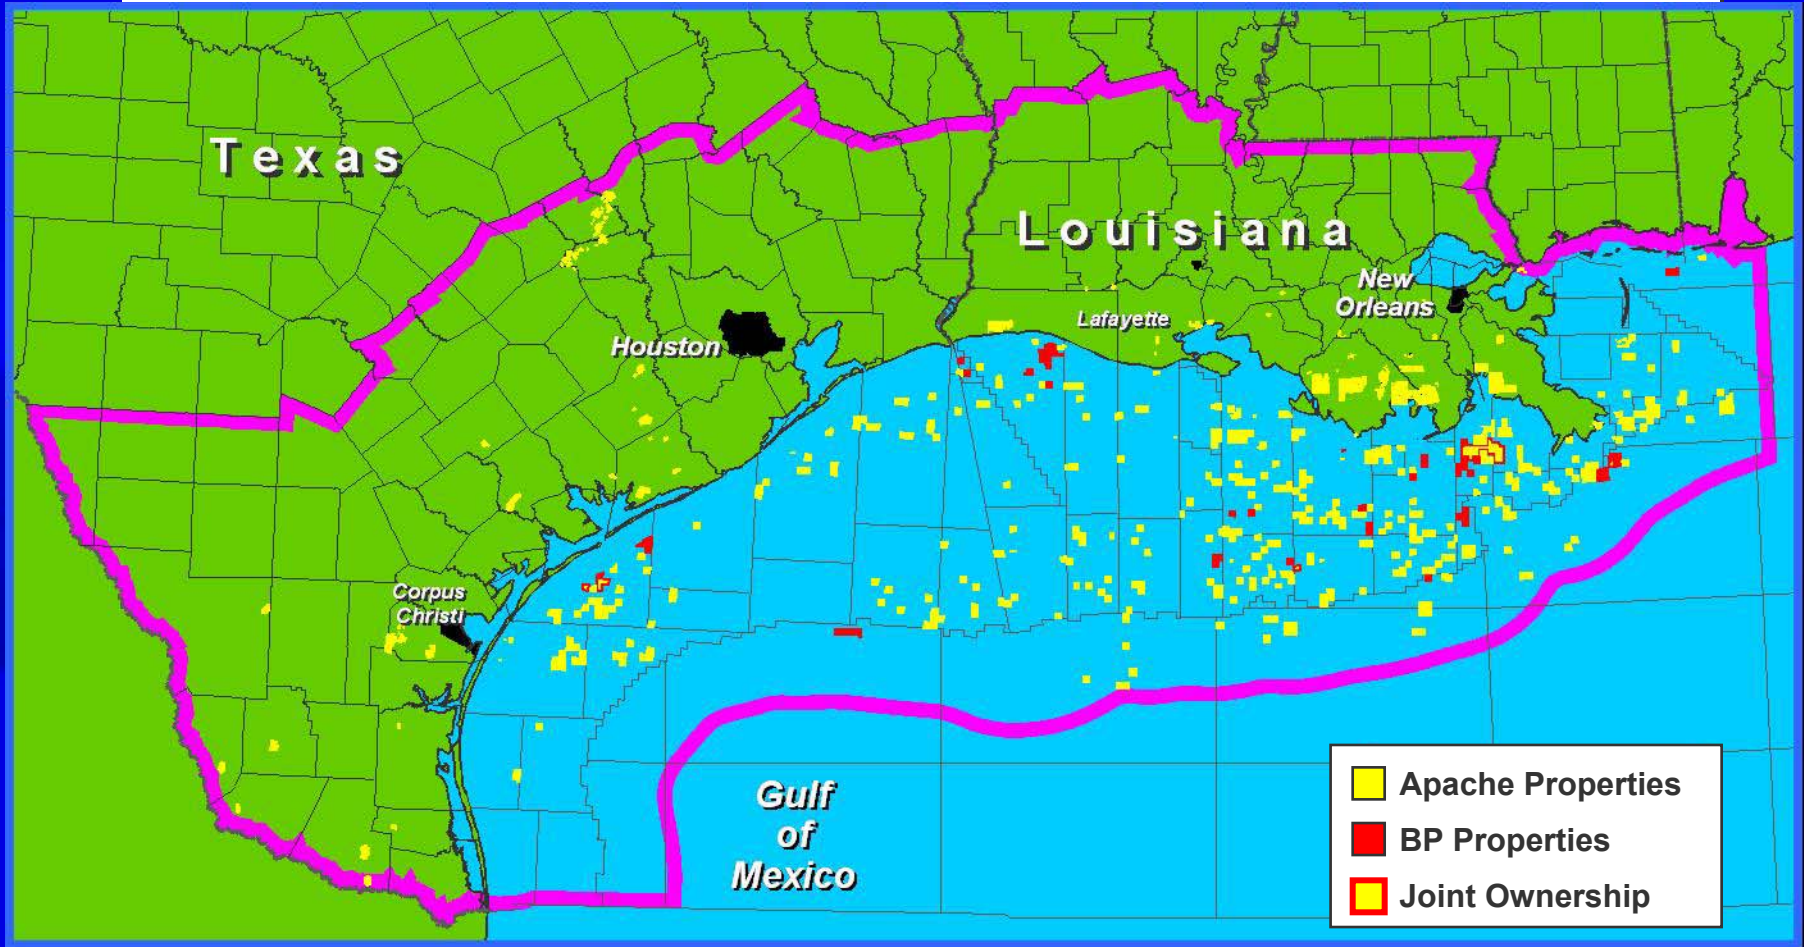 Texas
Louisiana
New
Orleans
Lafayette
Houston
Corpus
Christi
Gulf
of
Mexico
Apache Properties
BP Properties
Joint Ownership